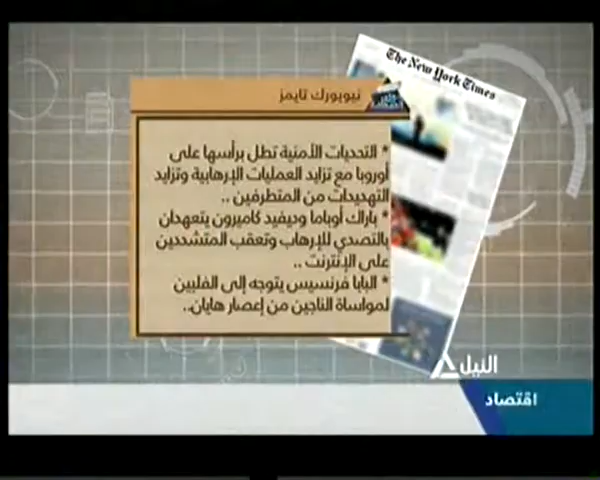 The New York Times
نيويورك تايمز
* التحديات الأمنية تطل برأسها على
أوروبا مع تزايد العمليات الإرهابية وتزايد
التهديدات من المتطرفين ..
* باراك أوباما وديفيد كاميرون يتعهدان
بالتصدي للإرهاب وتعقب المتشددين
على الإنترنت ..
* البابا فرنسيس يتوجه إلى الفلبين
لمواساة الناجين من إعصار هايان..
النيل
اقتصاد